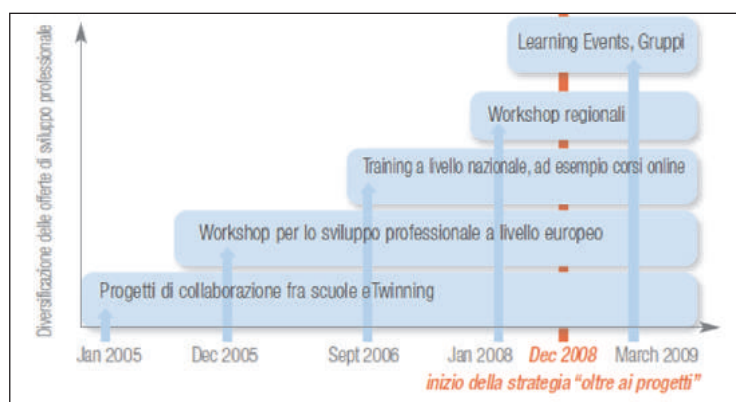 Diversificazione delle offerte di sviluppo professionale
Learning Events, Gruppi
Workshop regionali
Training a livello nazionale, ad esempio corsi online
Workshop per lo sviluppo professionale a livello europeo
Progetti di collaborazione fra scuole eTwinning
Jan 2005 Dec 2005 Sept 2006 Jan 2008 Dec 2008 March 2009
inizio della strategia “oltre ai progetti”